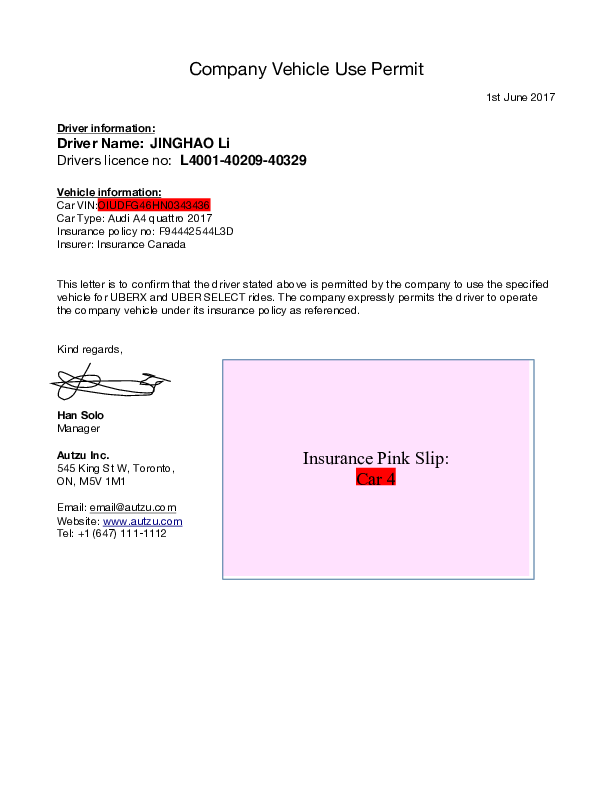 Company Vehicle Use Permit
1st June 2017
Driver information:
Driver Name: JINGHAO Li
Drivers licence no: L4001-40209-40329
Vehicle information:
Car VIN:OIUDFG46HN0343436
Car Type: Audi A4 quattro 2017
Insurance policy no: F94442544L3D
Insurer: Insurance Canada
This letter is to confirm that the driver stated above is permitted by the company to use the specified
vehicle for UBERX and UBER SELECT rides. The company expressly permits the driver to operate
the company vehicle under its insurance policy as referenced.
Kind regards,
Han Solo
Manager
Autzu Inc.
545 King St W, Toronto,
ON, M5V 1M1
Email: email@autzu.com
Website: www.autzu.com
Tel: +1 (647) 111-1112
Insurance Pink Slip:
Car 4